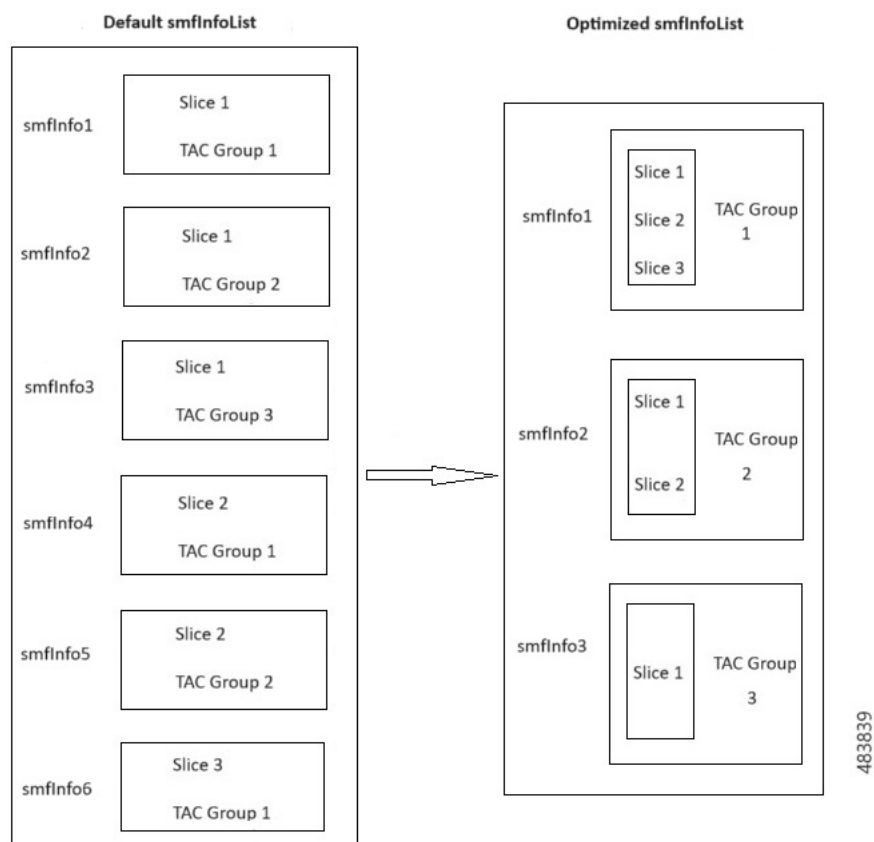 Default smfInfoList
smfInfo1
Slice 1
TAC Group 1
smfInfo2
Slice 1
TAC Group 2
smfInfo3
Slice 1
TAC Group 3
smfInfo4
Slice 2
TAC Group 1
smfInfo5
Slice 2
TAC Group 2
smfInfo6
Slice 3
TAC Group 1
Optimized smfInfoList
smfInfo1
Slice 1
Slice 2
Slice 3
TAC Group
1
smfInfo2
Slice 1
Slice 2
TAC Group
2
smfInfo3
Slice 1
TAC Group
3
483839